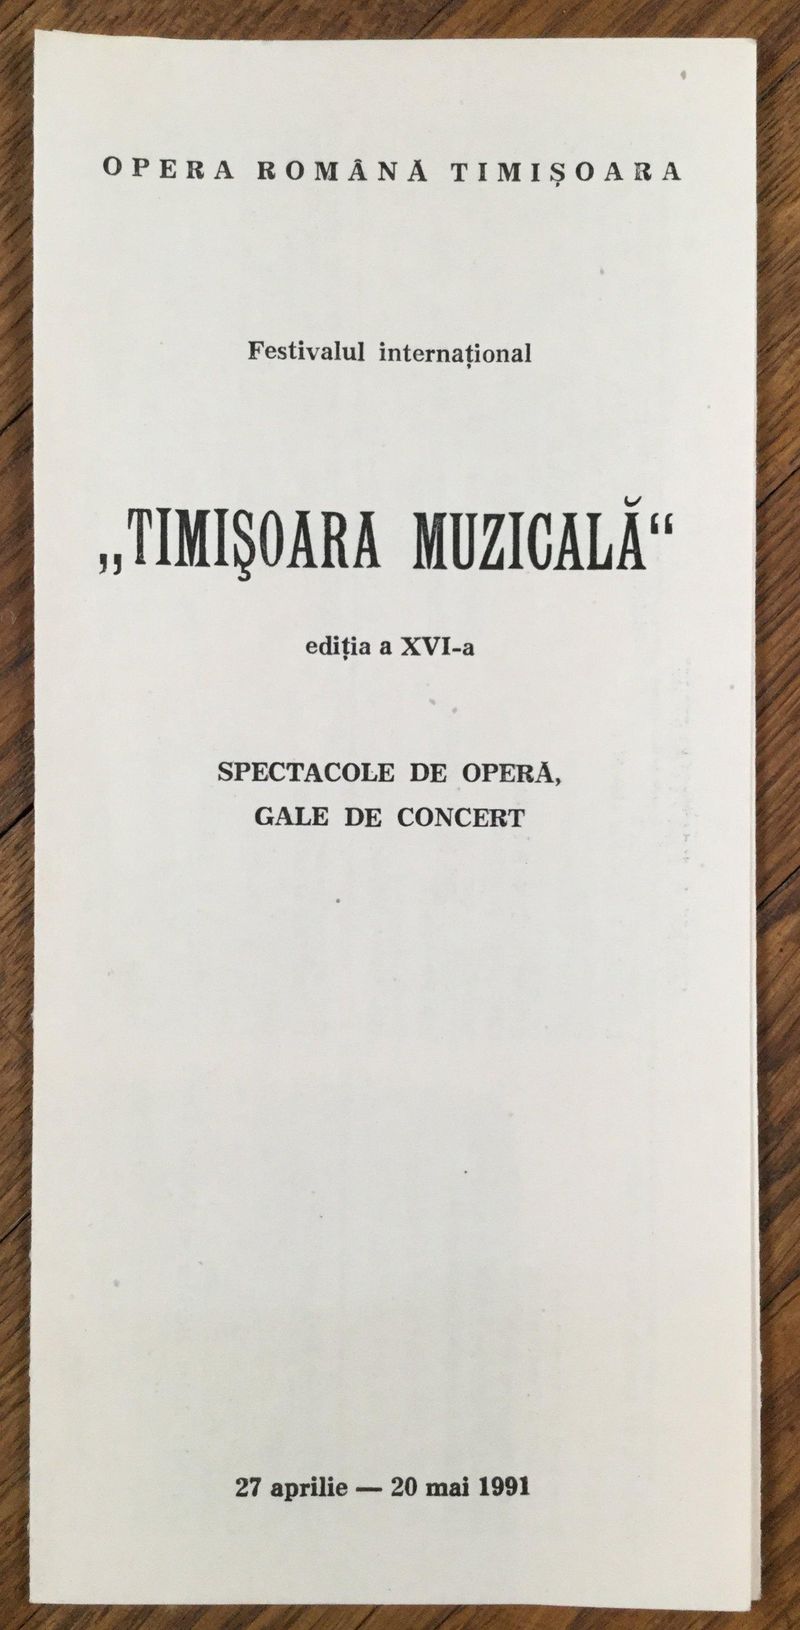 OPERA ROMÂNĂ TIMIȘOARA
Festivalul internațional
„TIMIȘOARA MUZICALĂ“
ediția a XVI-a
SPECTACOLE DE OPERĂ,
GALE DE CONCERT
27 aprilie — 20 mai 1991